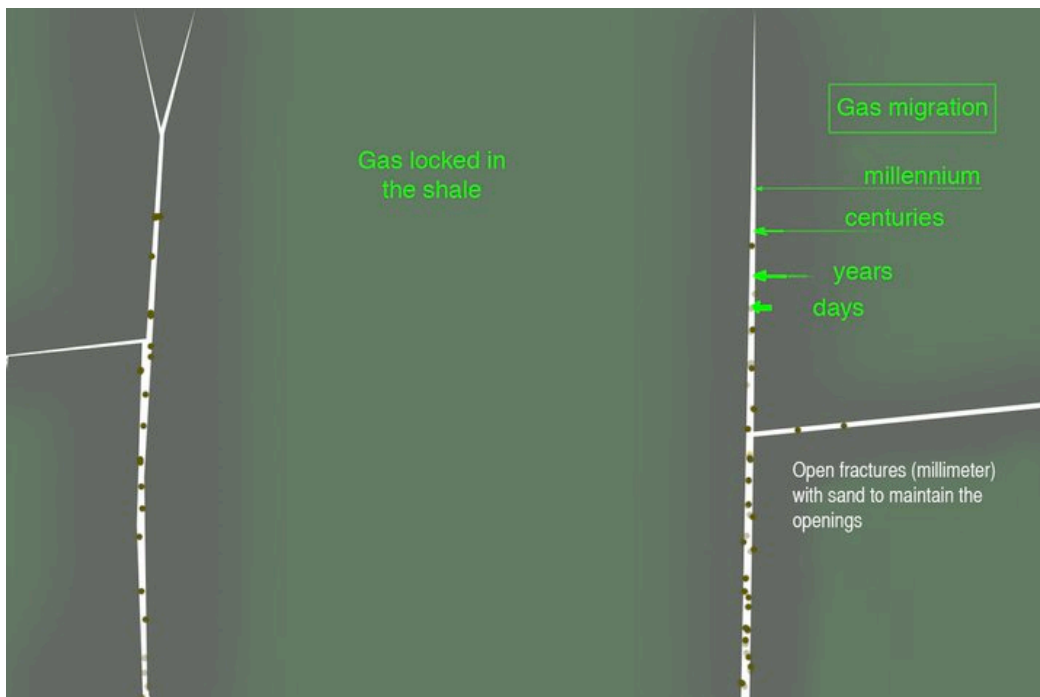 Gas migration
Gas locked in
the shale
millennium
centuries
years
days
Open fractures (millimeter)
with sand to maintain the
openings